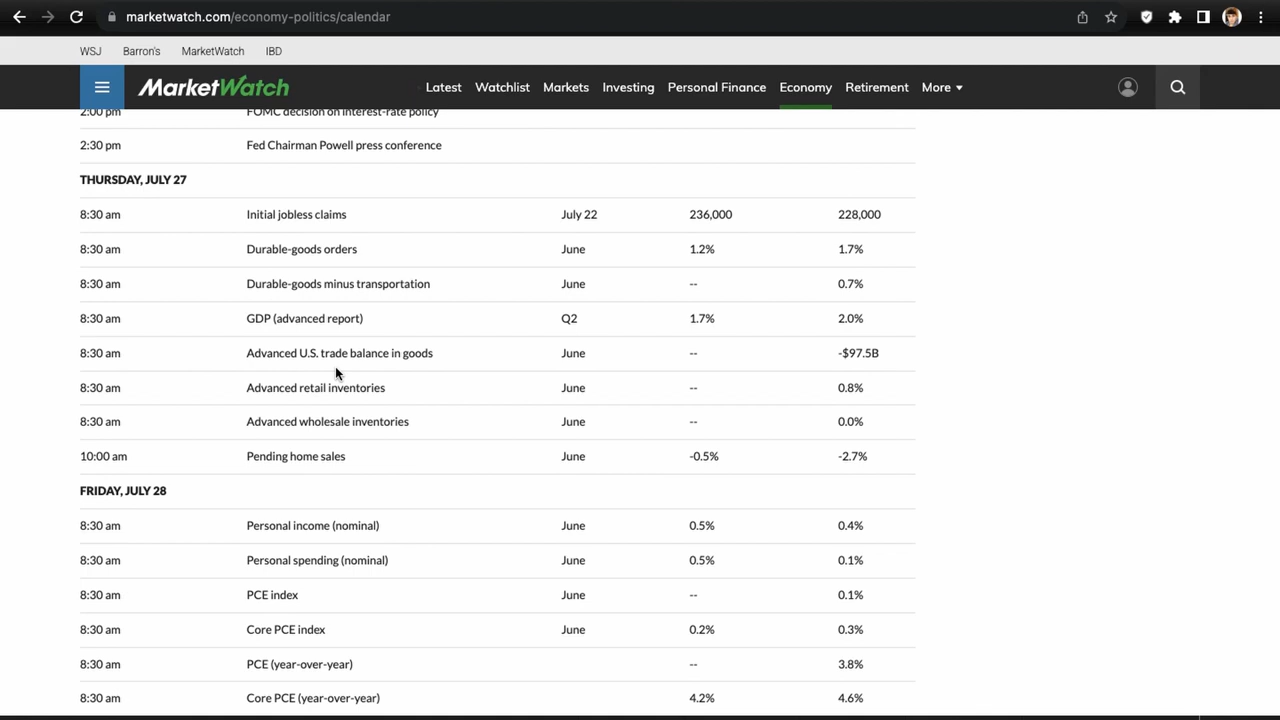 marketwatch.com/economy-politics/calendar
WSJ Barron's MarketWatch IBD
MarketWatch Latest Watchlist Markets Investing Personal Finance Economy Retirement More
2:00 pm FOMC decision on interest-rate policy
2:30 pm Fed Chairman Powell press conference
THURSDAY, JULY 27
8:30 am Initial jobless claims July 22 236,000 228,000
8:30 am Durable-goods orders June 1.2% 1.7%
8:30 am Durable-goods minus transportation June -- 0.7%
8:30 am GDP (advanced report) Q2 1.7% 2.0%
8:30 am Advanced U.S. trade balance in goods June -- -$97.5B
8:30 am Advanced retail inventories June -- 0.8%
8:30 am Advanced wholesale inventories June -- 0.0%
10:00 am Pending home sales June -0.5% -2.7%
FRIDAY, JULY 28
8:30 am Personal income (nominal) June 0.5% 0.4%
8:30 am Personal spending (nominal) June 0.5% 0.1%
8:30 am PCE index June -- 0.1%
8:30 am Core PCE index June 0.2% 0.3%
8:30 am PCE (year-over-year) -- 3.8%
8:30 am Core PCE (year-over-year) 4.2% 4.6%